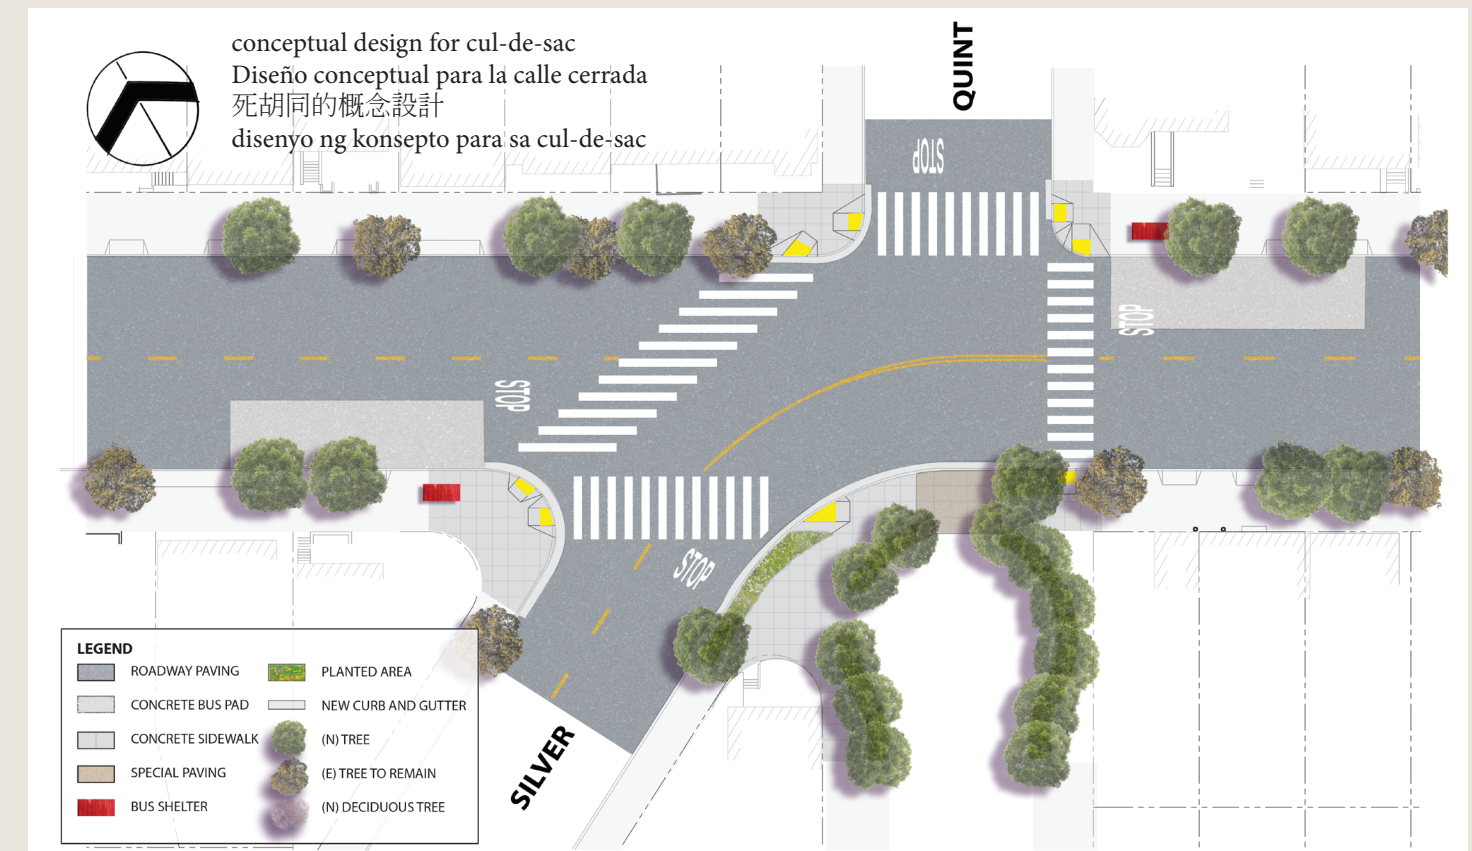 conceptual design for cul-de-sac
Diseño conceptual para la calle cerrada
死胡同的概念設計
disenyo ng konsepto para sa cul-de-sac
QUINT
STOP
STOP
STOP
STOP
SILVER
LEGEND
ROADWAY PAVING
CONCRETE BUS PAD
CONCRETE SIDEWALK
SPECIAL PAVING
BUS SHELTER
PLANTED AREA
NEW CURB AND GUTTER
(N) TREE
(E) TREE TO REMAIN
(N) DECIDUOUS TREE